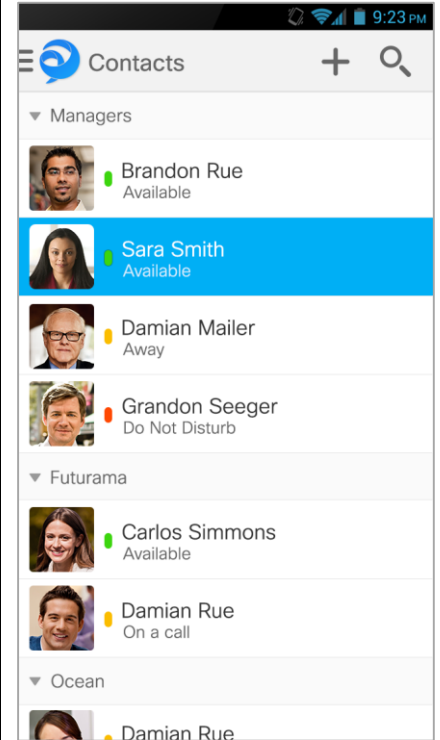 9:23 PM
Contacts
Managers
Brandon Rue
Available
Sara Smith
Available
Damian Mailer
Away
Grandon Seeger
Do Not Disturb
Futurama
Carlos Simmons
Available
Damian Rue
On a call
Ocean
Damian Rue